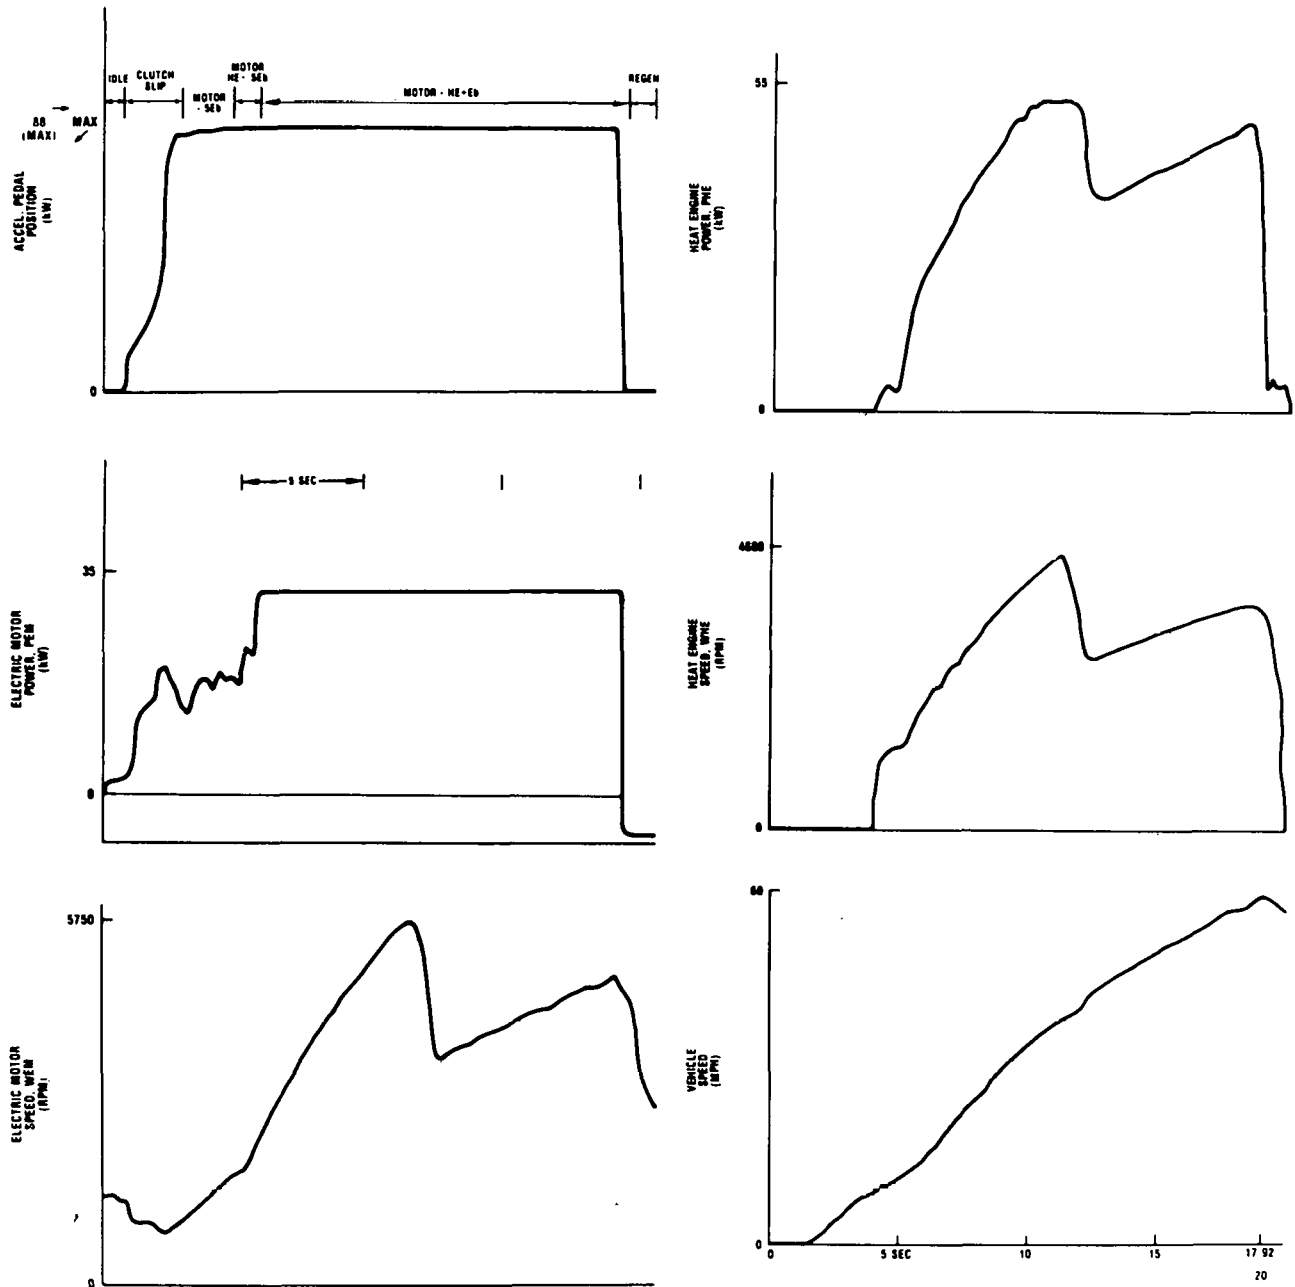 IDLE
CLUTCH
SLIP
MOTOR
- SEb
MOTOR
HE - SEb
MOTOR - HE+Eb
REGEN
88
(MAX)
MAX
ACCEL. PEDAL
POSITION
(kW)
0
55
HEAT ENGINE
POWER, PHE
(kW)
0
5 SEC
35
ELECTRIC MOTOR
POWER, PEM
(kW)
0
4600
HEAT ENGINE
SPEED, WHE
(RPM)
0
5750
ELECTRIC MOTOR
SPEED, WEM
(RPM)
0
60
VEHICLE
SPEED
(MPH)
0
0
5 SEC
10
15
17 92
20